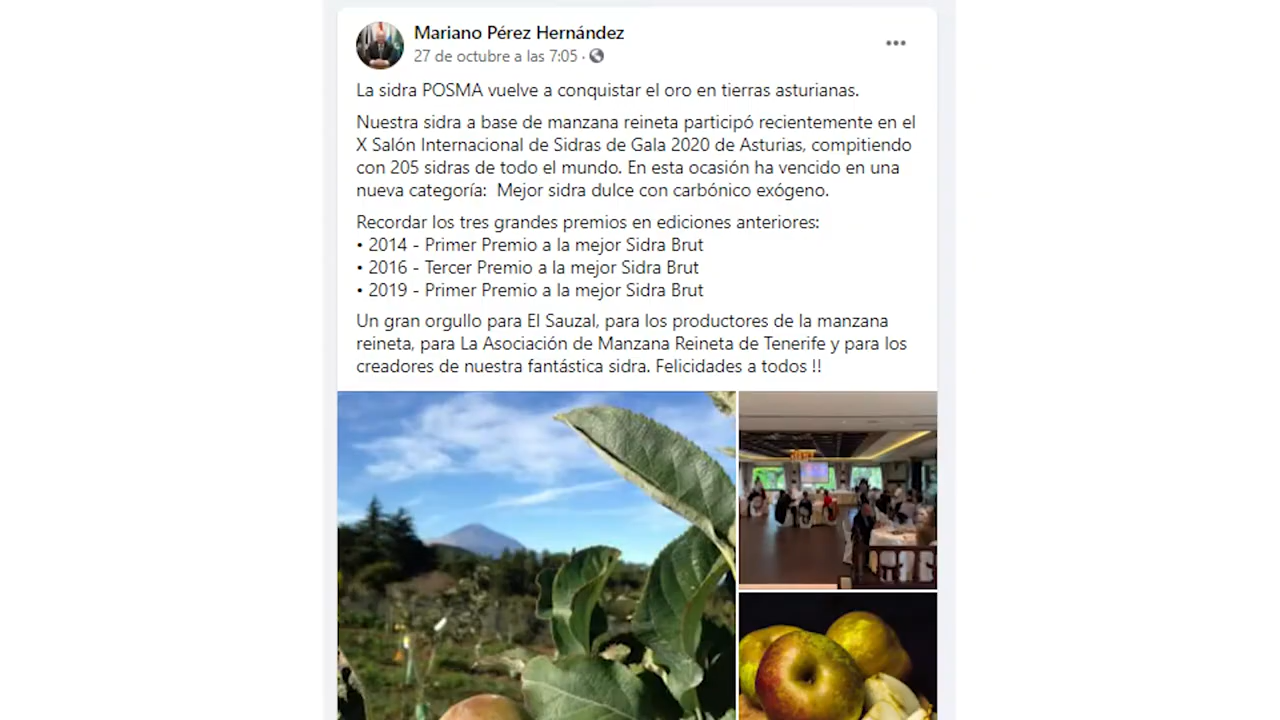 Mariano Pérez Hernández
27 de octubre a las 7:05 ·
La sidra POSMA vuelve a conquistar el oro en tierras asturianas.
Nuestra sidra a base de manzana reineta participó recientemente en el
X Salón Internacional de Sidras de Gala 2020 de Asturias, compitiendo
con 205 sidras de todo el mundo. En esta ocasión ha vencido en una
nueva categoría:  Mejor sidra dulce con carbónico exógeno.
Recordar los tres grandes premios en ediciones anteriores:
• 2014 - Primer Premio a la mejor Sidra Brut
• 2016 - Tercer Premio a la mejor Sidra Brut
• 2019 - Primer Premio a la mejor Sidra Brut
Un gran orgullo para El Sauzal, para los productores de la manzana
reineta, para La Asociación de Manzana Reineta de Tenerife y para los
creadores de nuestra fantástica sidra. Felicidades a todos !!